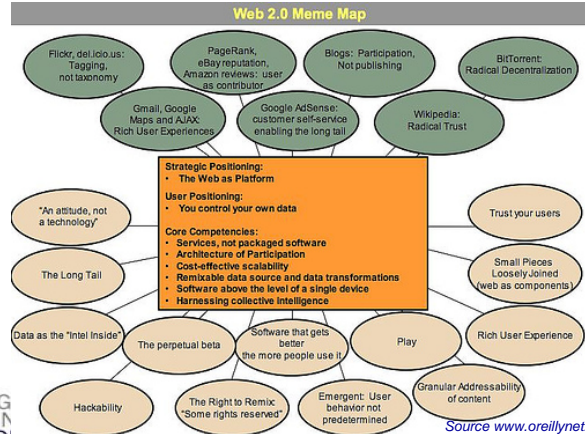 Web 2.0 Meme Map
Flickr, del.icio.us:
Tagging,
not taxonomy
PageRank,
eBay reputation,
Amazon reviews: user
as contributor
Blogs: Participation,
Not publishing
BitTorrent:
Radical Decentralization
Gmail, Google
Maps and AJAX:
Rich User Experiences
Google AdSense:
customer self-service
enabling the long tail
Wikipedia:
Radical Trust
Strategic Positioning:
• The Web as Platform
User Positioning:
• You control your own data
Core Competencies:
• Services, not packaged software
• Architecture of Participation
• Cost-effective scalability
• Remixable data source and data transformations
• Software above the level of a single device
• Harnessing collective intelligence
"An attitude, not
a technology"
Trust your users
The Long Tail
Small Pieces
Loosely Joined
(web as components)
Data as the "Intel Inside"
The perpetual beta
Software that gets
better
the more people use it
Play
Rich User Experience
Hackability
The Right to Remix:
"Some rights reserved"
Emergent: User
behavior not
predetermined
Granular Addressability
of content
Source www.oreillynet